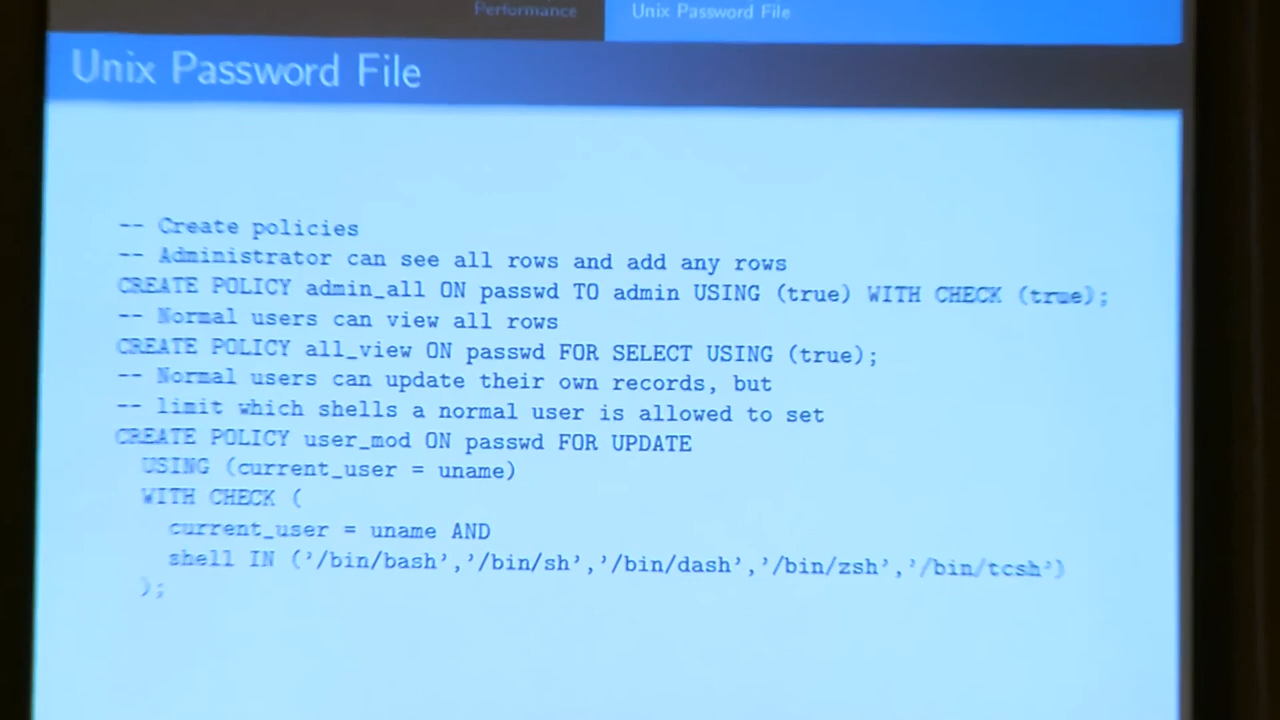 Performance
Unix Password File
Unix Password File
-- Create policies
-- Administrator can see all rows and add any rows
CREATE POLICY admin_all ON passwd TO admin USING (true) WITH CHECK (true);
-- Normal users can view all rows
CREATE POLICY all_view ON passwd FOR SELECT USING (true);
-- Normal users can update their own records, but
-- limit which shells a normal user is allowed to set
CREATE POLICY user_mod ON passwd FOR UPDATE
USING (current_user = uname)
WITH CHECK (
current_user = uname AND
shell IN (’/bin/bash’,’/bin/sh’,’/bin/dash’,’/bin/zsh’,’/bin/tcsh’)
);